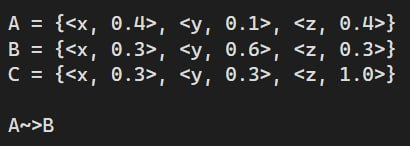 A = {<x, 0.4>, <y, 0.1>, <z, 0.4>}
B = {<x, 0.3>, <y, 0.6>, <z, 0.3>}
C = {<x, 0.3>, <y, 0.3>, <z, 1.0>}
A~>B